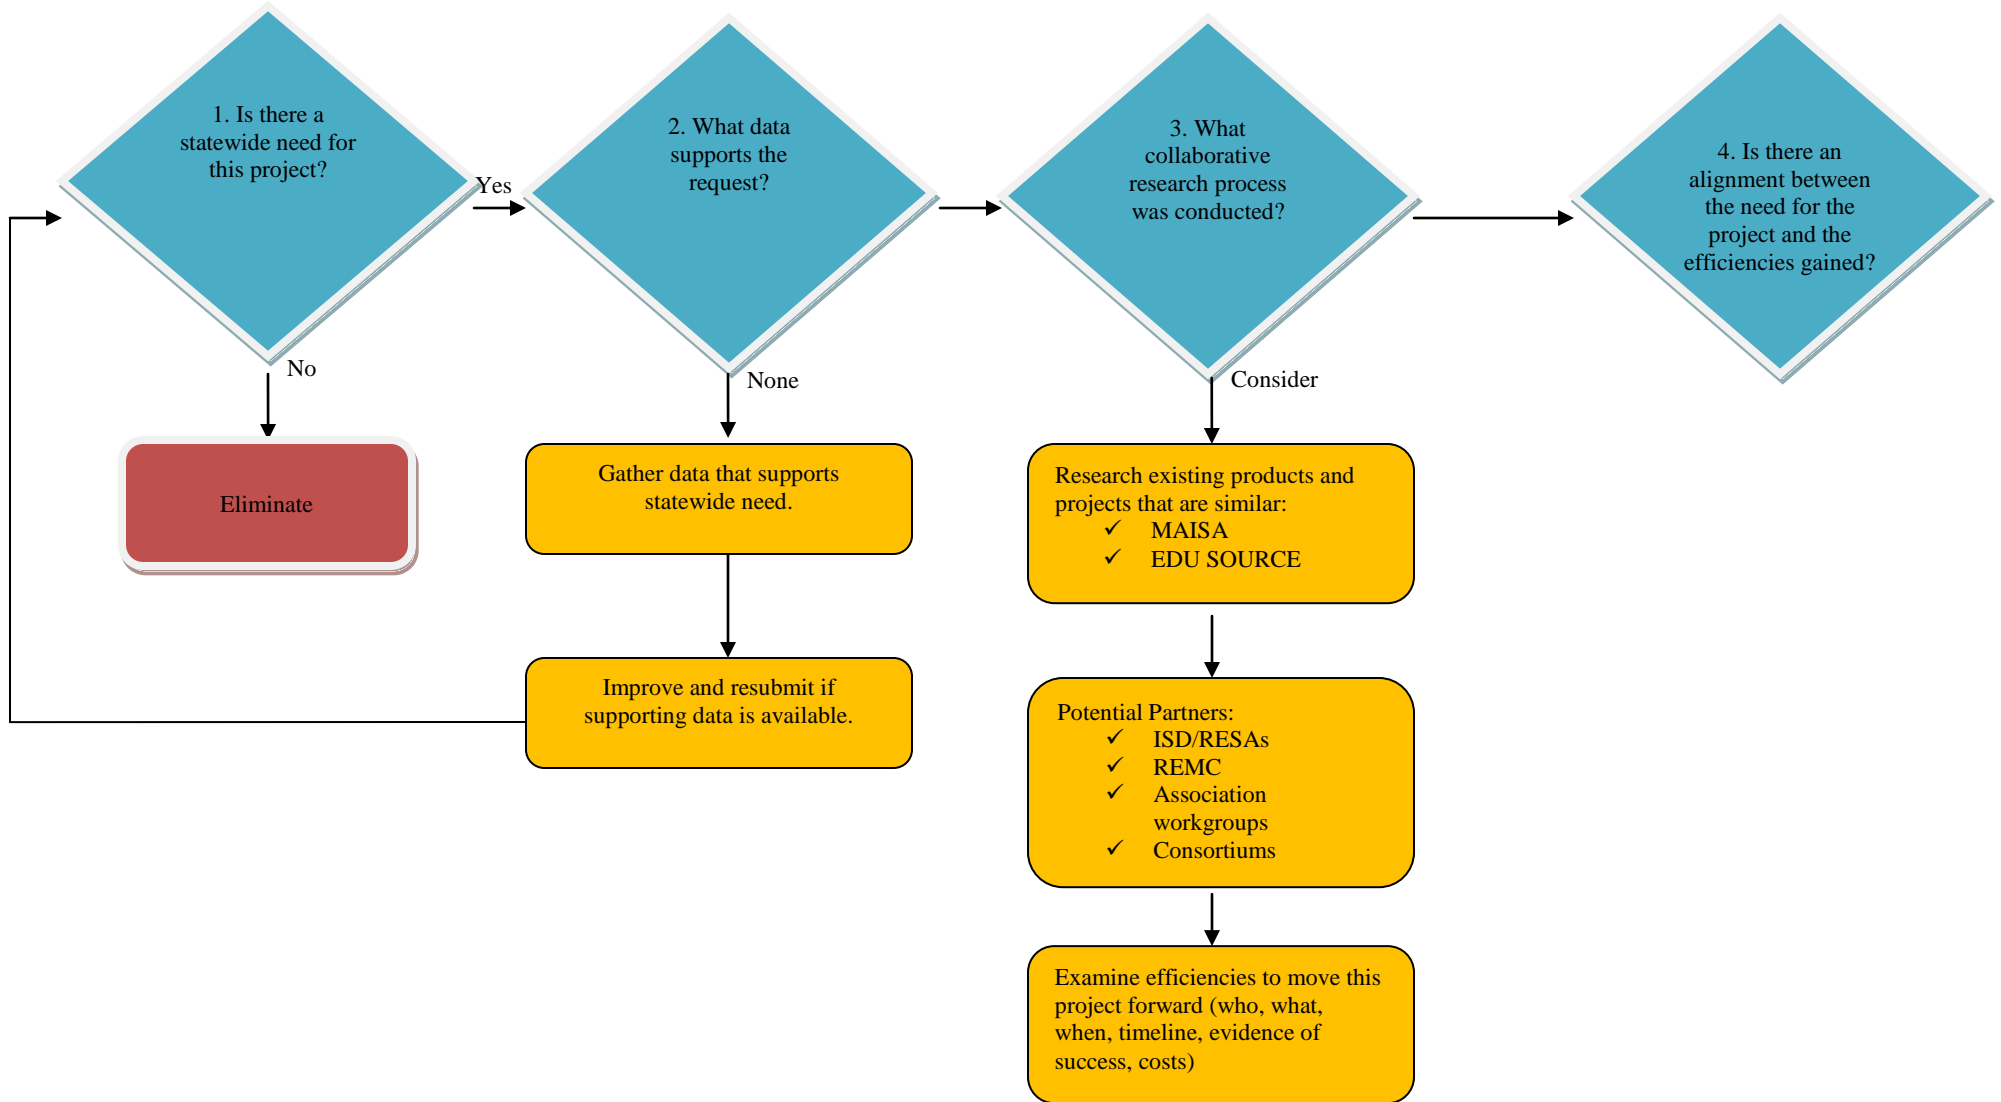 1. Is there a
statewide need for
this project?
Yes
No
Eliminate
2. What data
supports the
request?
None
Gather data that supports
statewide need.
Improve and resubmit if
supporting data is available.
3. What
collaborative
research process
was conducted?
Consider
Research existing products and
projects that are similar:
✓ MAISA
✓ EDU SOURCE
Potential Partners:
✓ ISD/RESAs
✓ REMC
✓ Association
workgroups
✓ Consortiums
Examine efficiencies to move this
project forward (who, what,
when, timeline, evidence of
success, costs)
4. Is there an
alignment between
the need for the
project and the
efficiencies gained?